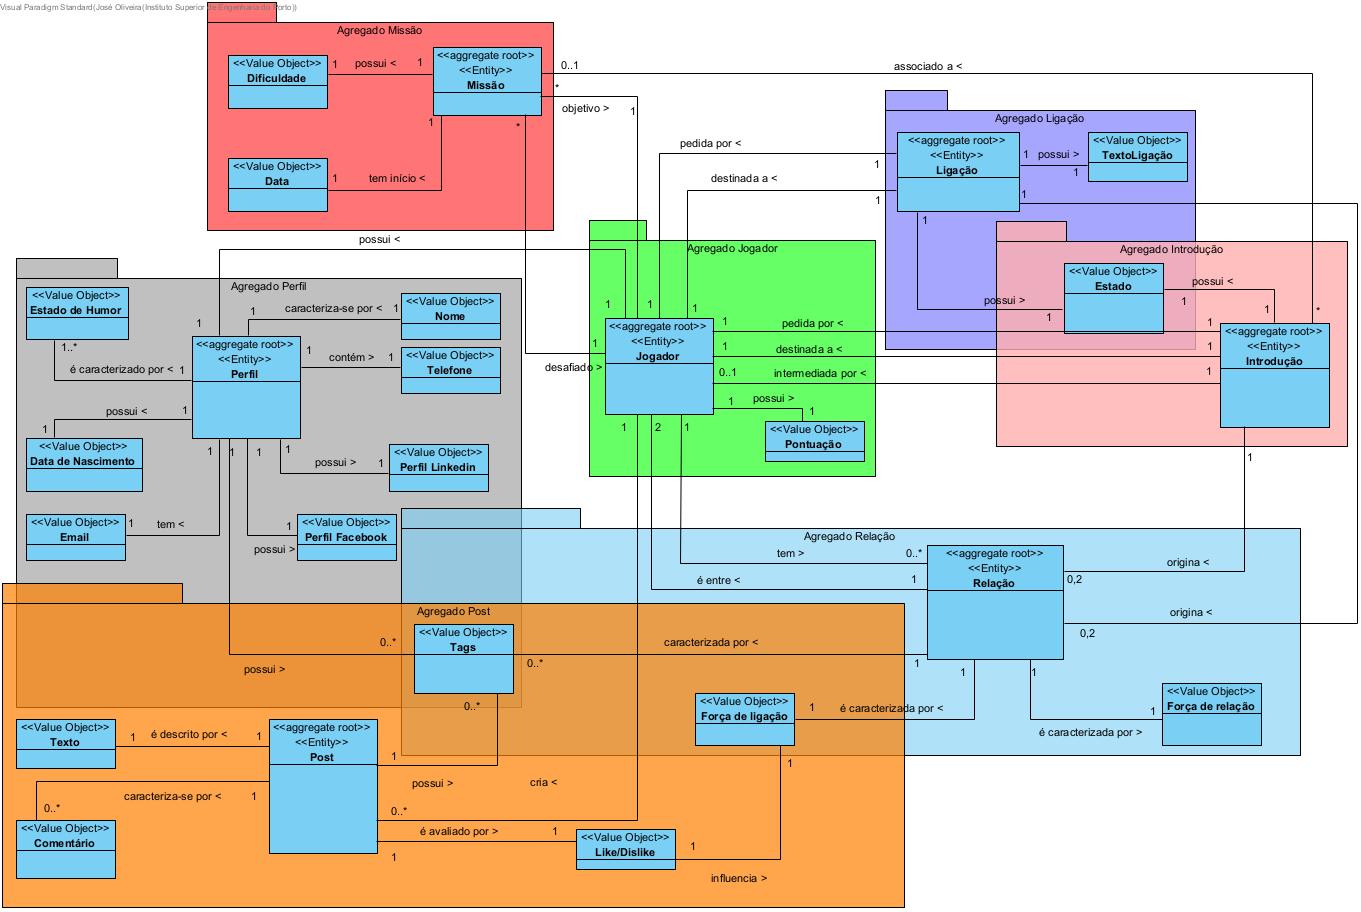 Visual Paradigm Standard(José Oliveira(Instituto Superior de Engenharia do Porto))
Agregado Missão
<<Value Object>>
Dificuldade
1
possui <
1
<<aggregate root>>
<<Entity>>
Missão
0..1
associado a <
*
objetivo >
1
1
*
<<Value Object>>
Data
1
tem início <
Agregado Ligação
pedida por <
1
<<aggregate root>>
<<Entity>>
Ligação
1
possui >
1
<<Value Object>>
TextoLigação
destinada a <
1
1
1
possui <
Agregado Jogador
Agregado Introdução
<<Value Object>>
Estado
possui <
1
1
*
possui >
1
Agregado Perfil
<<Value Object>>
Estado de Humor
1..*
caracteriza-se por <
1
1
<<Value Object>>
Nome
1
<<aggregate root>>
<<Entity>>
Perfil
1
contém >
1
<<Value Object>>
Telefone
é caracterizado por <
1
possui <
1
1
<<Value Object>>
Data de Nascimento
1
1
1
1
possui >
1
<<Value Object>>
Perfil Linkedin
<<Value Object>>
Email
1
tem <
1
possui >
<<Value Object>>
Perfil Facebook
1
1
1
1
desafiado >
<<aggregate root>>
<<Entity>>
Jogador
1
pedida por <
1
1
destinada a <
1
0..1
intermediada por <
1
<<aggregate root>>
<<Entity>>
Introdução
1
possui >
1
<<Value Object>>
Pontuação
1
2
1
1
Agregado Relação
tem >
0..*
é entre <
1
<<aggregate root>>
<<Entity>>
Relação
origina <
0,2
origina <
0,2
Agregado Post
<<Value Object>>
Tags
0..*
possui >
0..*
caracterizada por <
1
0..*
1
1
<<Value Object>>
Força de ligação
1
é caracterizada por <
<<Value Object>>
Força de relação
1
é caracterizada por >
1
<<Value Object>>
Texto
1
é descrito por <
1
<<aggregate root>>
<<Entity>>
Post
1
possui >
cria <
caracteriza-se por <
1
0..*
<<Value Object>>
Comentário
0..*
é avaliado por >
1
1
<<Value Object>>
Like/Dislike
1
influencia >